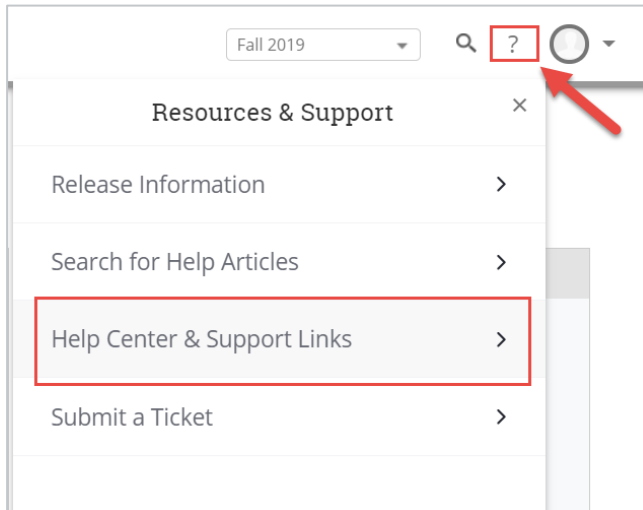 Fall 2019
?
Resources & Support
Release Information
Search for Help Articles
Help Center & Support Links
Submit a Ticket